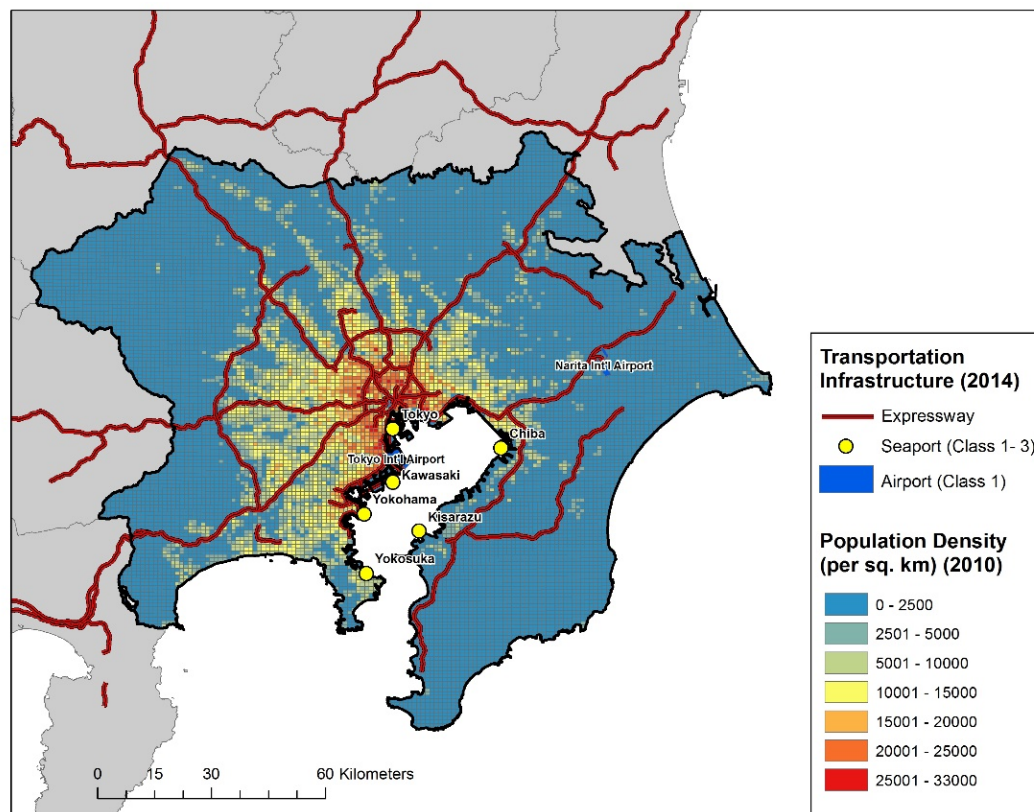 Narita Int'l Airport
Tokyo
Chiba
Tokyo Int'l Airport
Kawasaki
Yokohama
Kisarazu
Yokosuka
0 15 30 60 Kilometers
Transportation
Infrastructure (2014)
Expressway
Seaport (Class 1- 3)
Airport (Class 1)
Population Density
(per sq. km) (2010)
0 - 2500
2501 - 5000
5001 - 10000
10001 - 15000
15001 - 20000
20001 - 25000
25001 - 33000